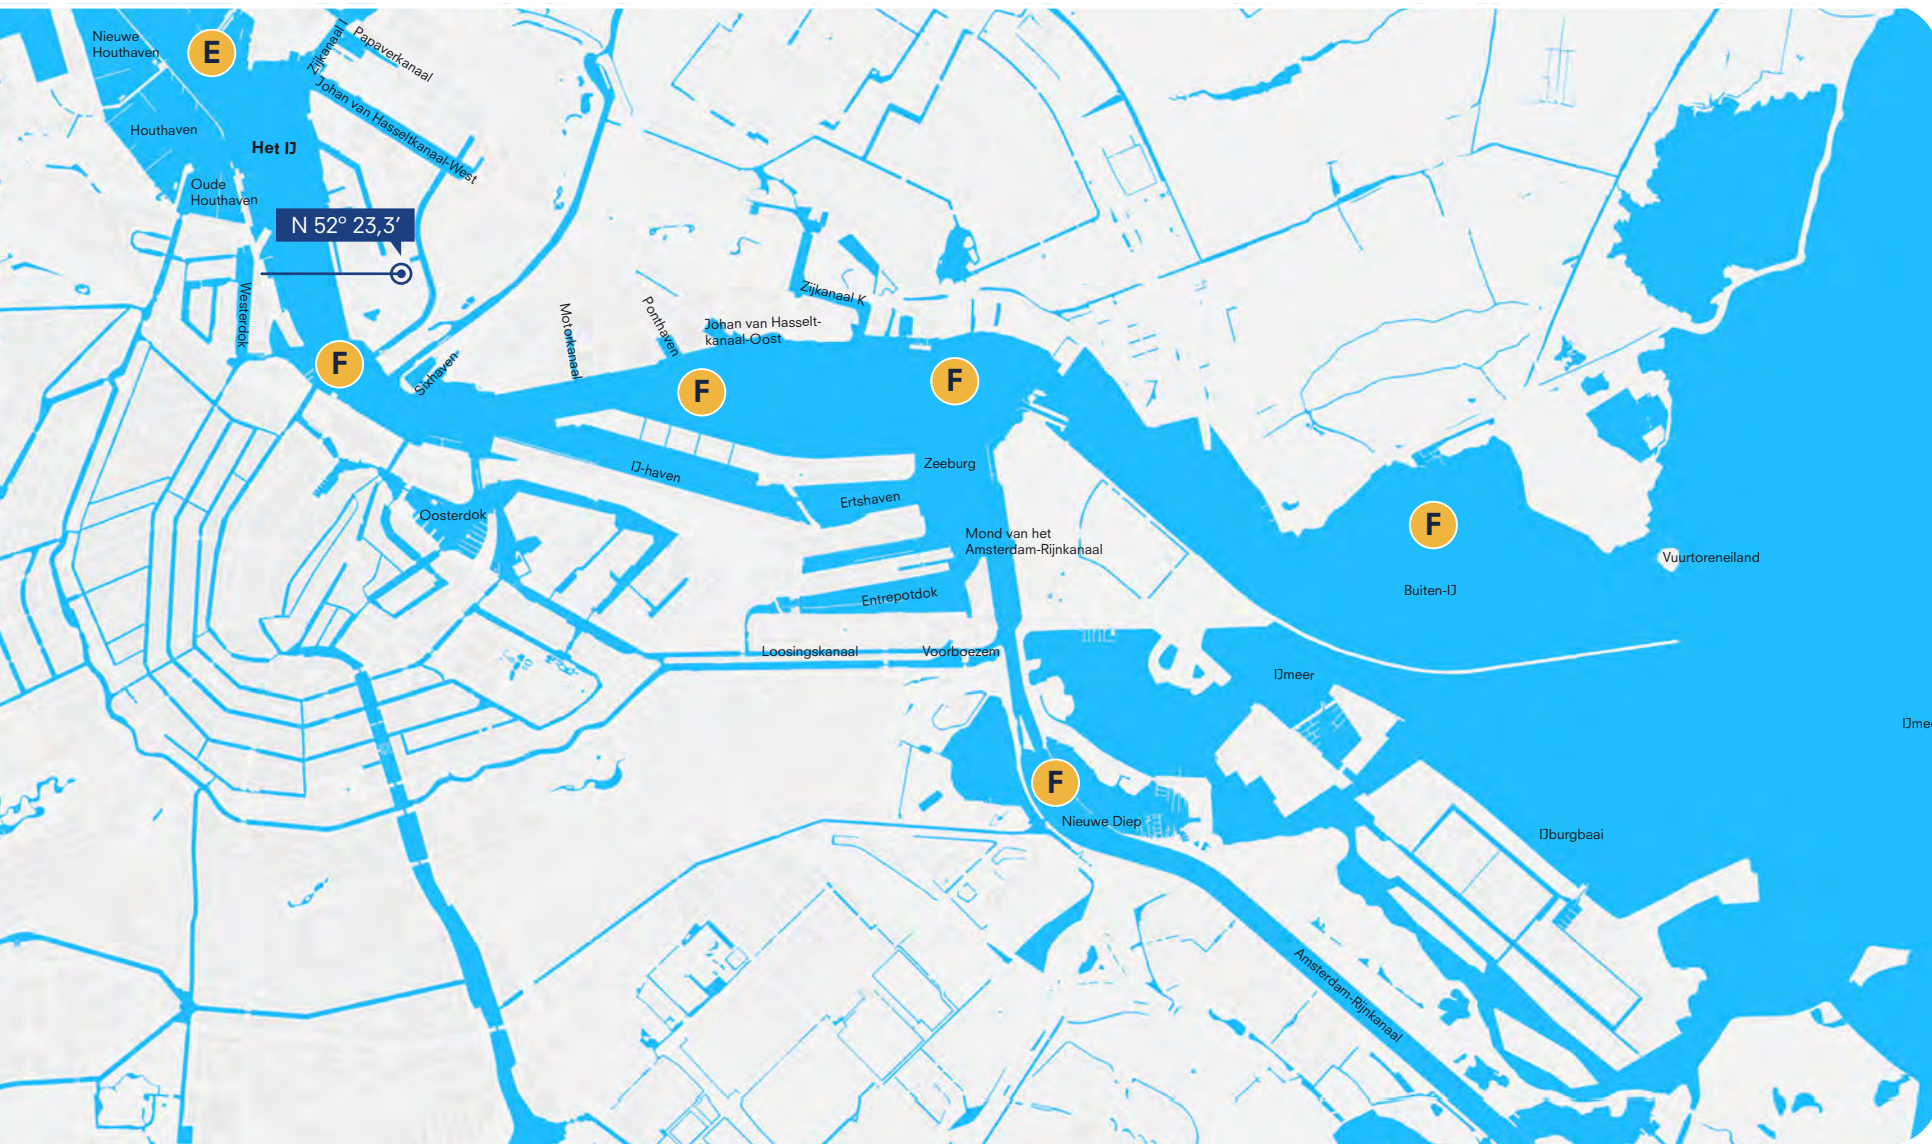 Nieuwe
Houthaven
E
Zijkanaal I
Papaverkanaal
Johan van Hasseltkanaal-West
Houthaven
Het IJ
Oude
Houthaven
N 52° 23,3’
Westerdok
F
Sixhaven
Motorkanaal
Ponthaven
Johan van Hasselt-
kanaal-Oost
Zijkanaal K
F
F
IJ-haven
Zeeburg
Ertshaven
Oosterdok
Mond van het
Amsterdam-Rijnkanaal
F
Vuurtoreneiland
Buiten-IJ
Entrepotdok
Loosingskanaal
Voorboezem
IJmeer
F
Nieuwe Diep
IJburgbaai
Amsterdam-Rijnkanaal